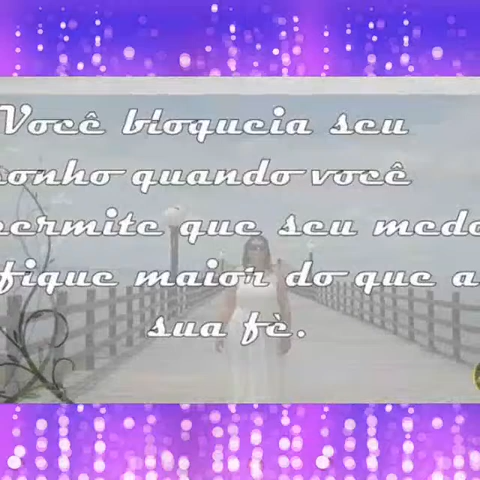 Você bloqueia seu
sonho quando você
permite que seu medo
fique maior do que a
sua fè.